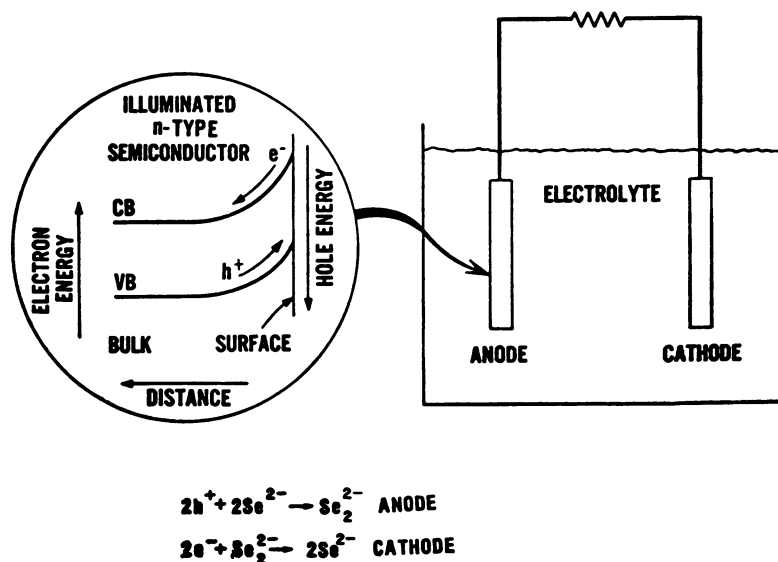 ILLUMINATED
n-TYPE
SEMICONDUCTOR
e⁻
CB
h⁺
VB
ELECTRON
ENERGY
HOLE ENERGY
BULK
SURFACE
DISTANCE
ELECTROLYTE
ANODE
CATHODE
2h⁺+2Se²⁻→Se₂²⁻ ANODE
2e⁻+Se₂²⁻→2Se²⁻ CATHODE